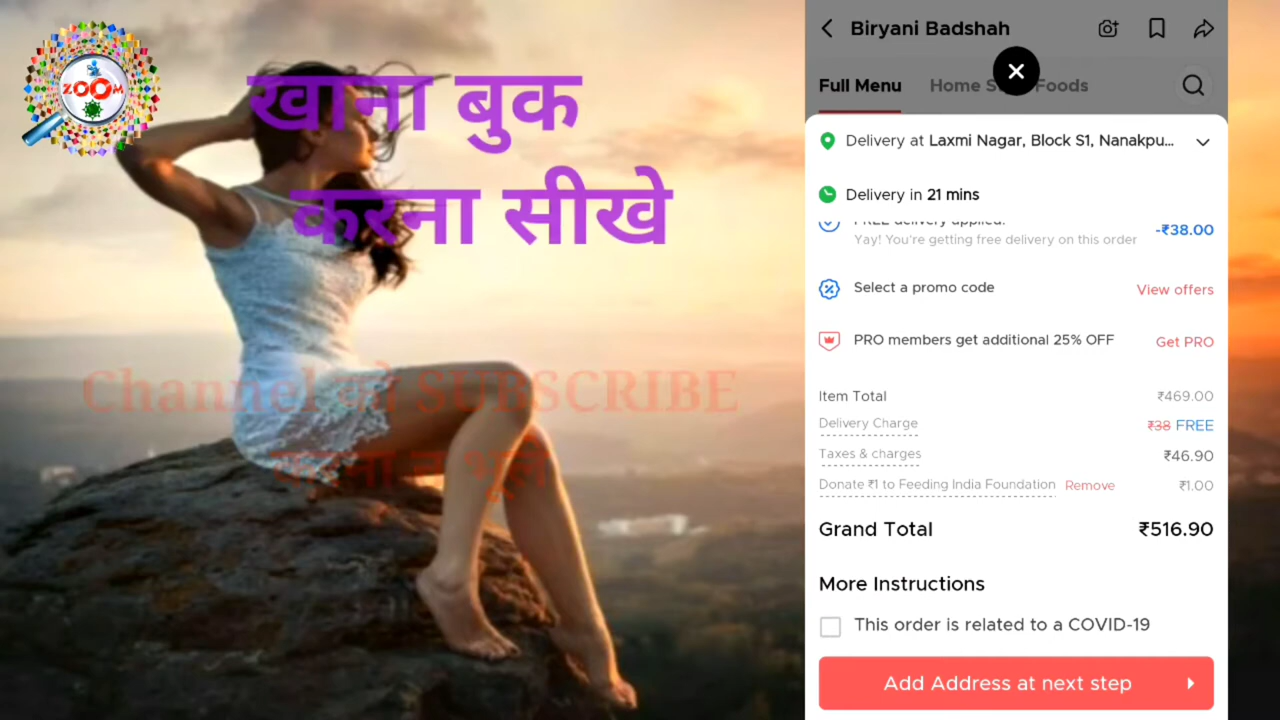 ZOOM
खाना बुक
करना सीखे
Channel को SUBSCRIBE
करना न भूलें
Biryani Badshah
Full Menu
Home S
Foods
Delivery at Laxmi Nagar, Block S1, Nanakpu...
Delivery in 21 mins
FREE delivery applied!
-₹38.00
Yay! You're getting free delivery on this order
Select a promo code
View offers
PRO members get additional 25% OFF
Get PRO
Item Total
₹469.00
Delivery Charge
₹38 FREE
Taxes & charges
₹46.90
Donate ₹1 to Feeding India Foundation Remove
₹1.00
Grand Total
₹516.90
More Instructions
This order is related to a COVID-19
Add Address at next step